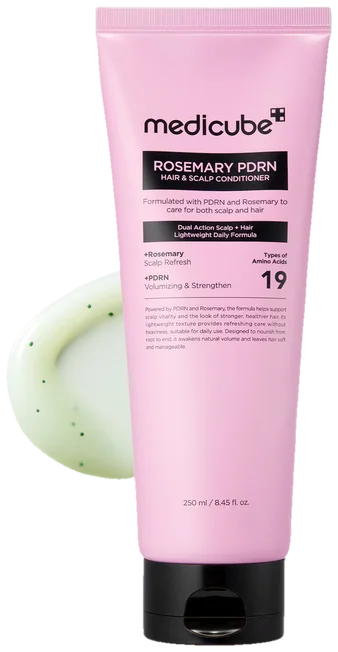 medicube
ROSEMARY PDRN
HAIR & SCALP CONDITIONER
Formulated with PDRN and Rosemary to
care for both scalp and hair
Dual Action Scalp + Hair
Lightweight Daily Formula
+Rosemary
Scalp Refresh
+PDRN
Volumizing & Strengthen
Types of
Amino Acids
19
Powered by PDRN and Rosemary, the formula helps support
scalp vitality and the look of stronger, healthier hair. Its
lightweight texture provides refreshing care without
heaviness, suitable for daily use. Designed to nourish from
root to end, it awakens natural volume and leaves hair soft
and manageable.
250 ml / 8.45 fl. oz.